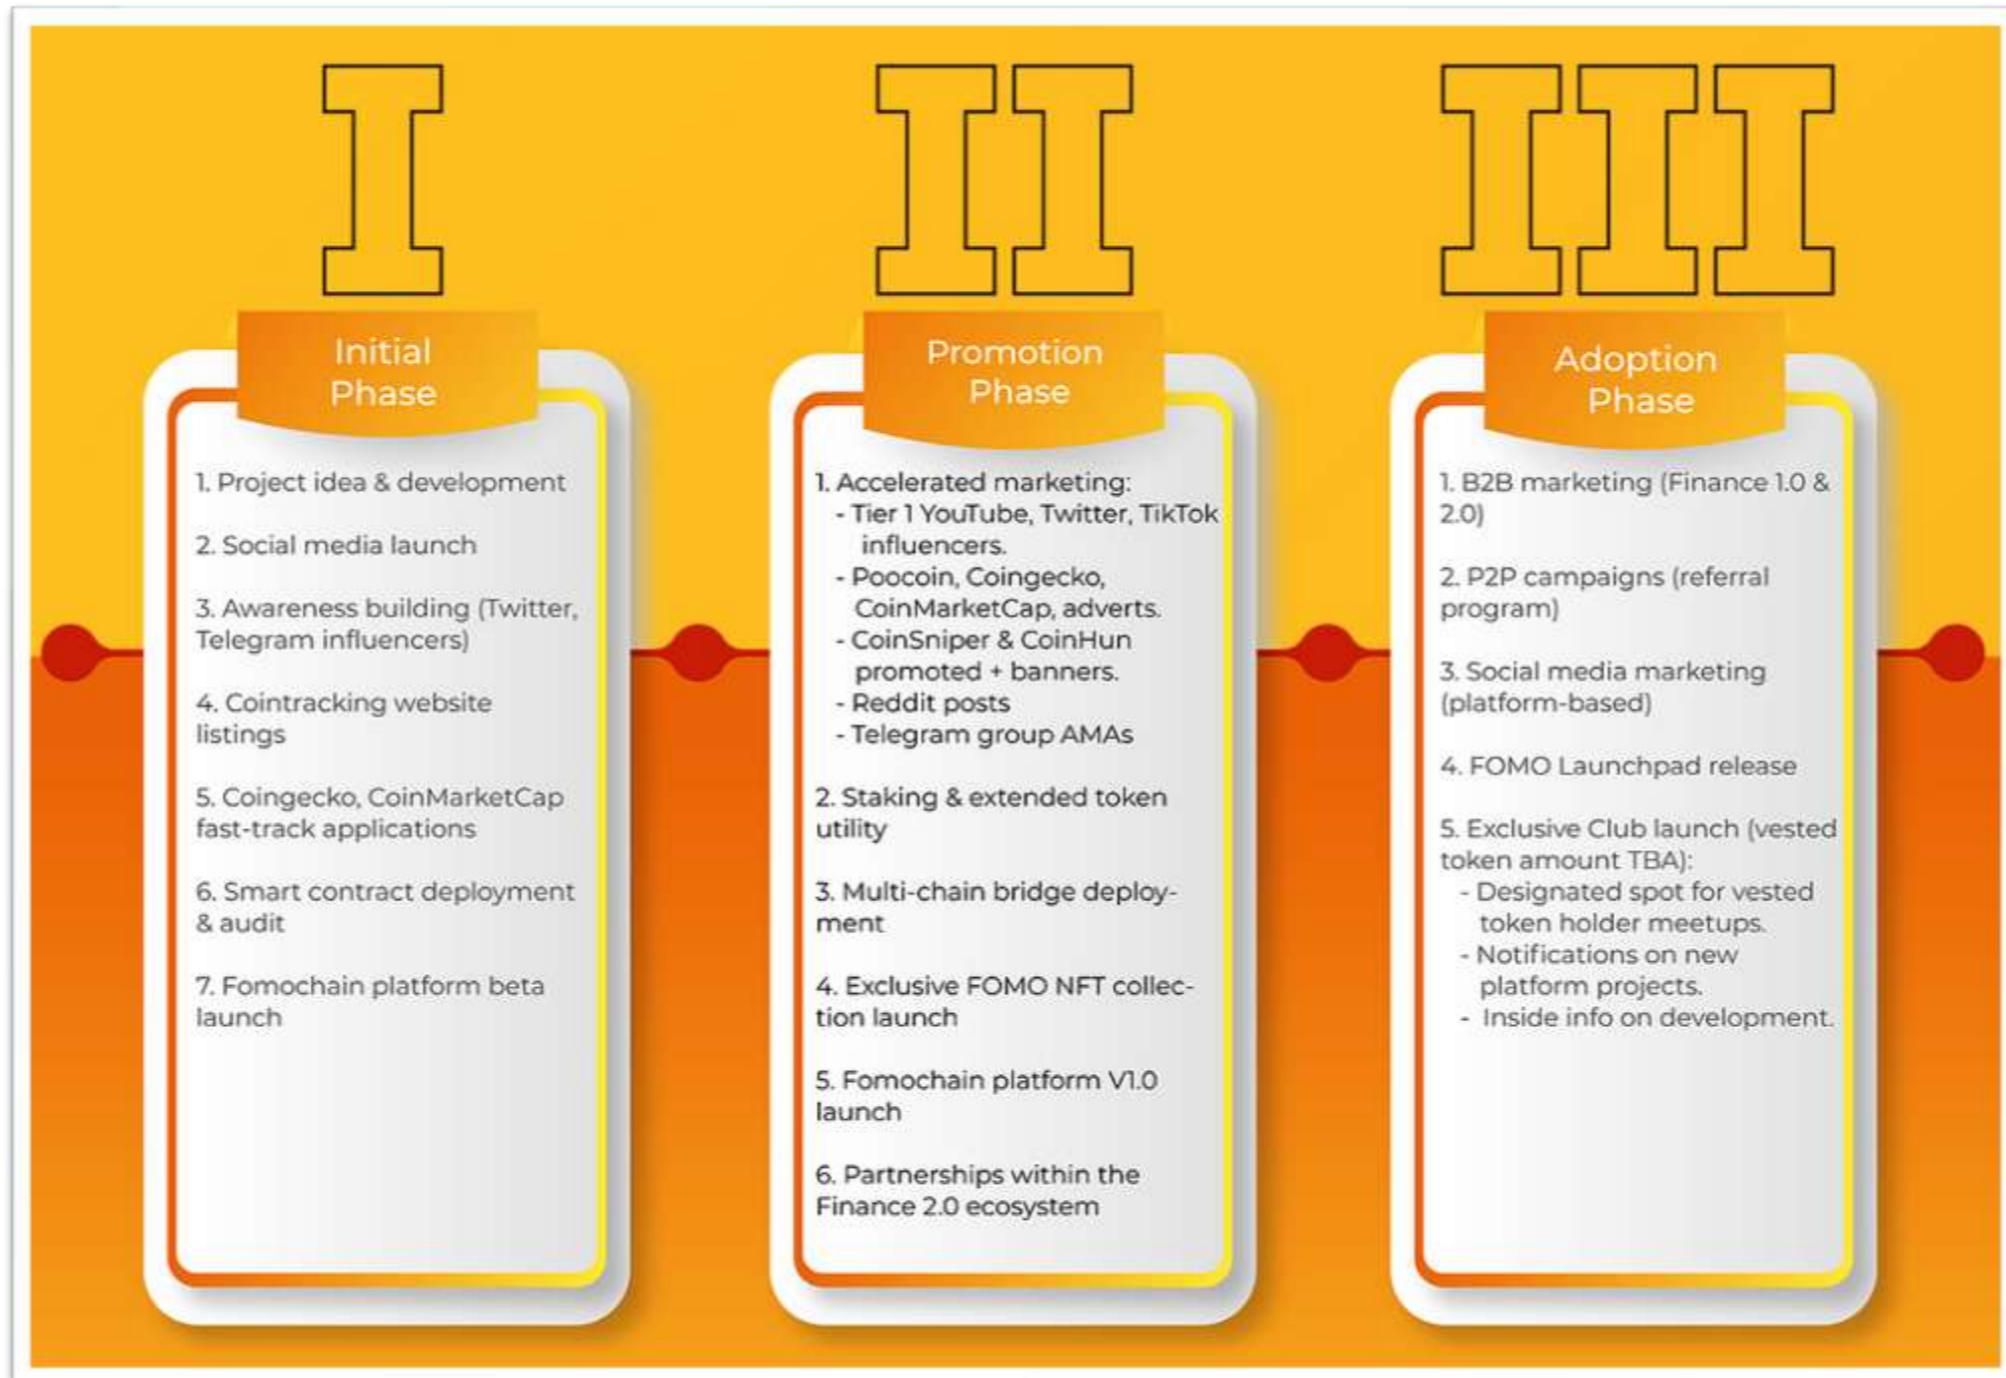 I
Initial
Phase
1. Project idea & development
2. Social media launch
3. Awareness building (Twitter,
Telegram influencers)
4. Cointracking website
listings
5. Coingecko, CoinMarketCap
fast-track applications
6. Smart contract deployment
& audit
7. Fomochain platform beta
launch
II
Promotion
Phase
1. Accelerated marketing:
- Tier 1 YouTube, Twitter, TikTok
influencers.
- Poocoin, Coingecko,
CoinMarketCap, adverts.
- CoinSniper & CoinHun
promoted + banners.
- Reddit posts
- Telegram group AMAs
2. Staking & extended token
utility
3. Multi-chain bridge deploy-
ment
4. Exclusive FOMO NFT collec-
tion launch
5. Fomochain platform V1.0
launch
6. Partnerships within the
Finance 2.0 ecosystem
III
Adoption
Phase
1. B2B marketing (Finance 1.0 &
2.0)
2. P2P campaigns (referral
program)
3. Social media marketing
(platform-based)
4. FOMO Launchpad release
5. Exclusive Club launch (vested
token amount TBA):
- Designated spot for vested
token holder meetups.
- Notifications on new
platform projects.
- Inside info on development.